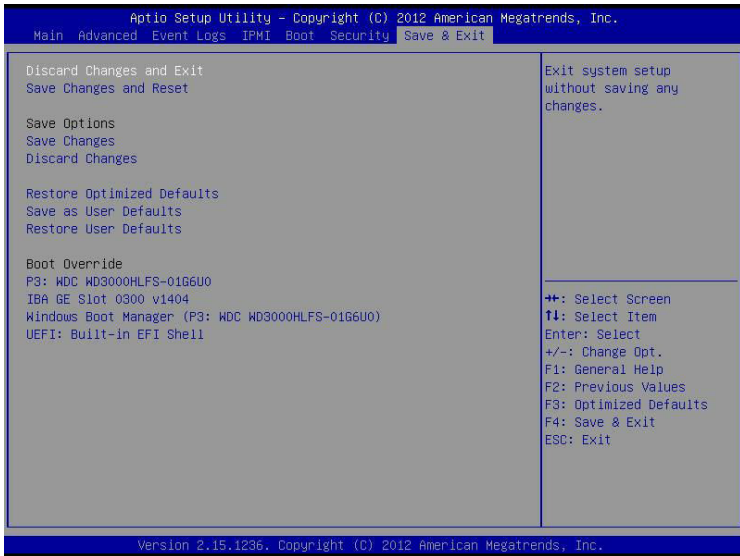 Aptio Setup Utility – Copyright (C) 2012 American Megatrends, Inc.
Main Advanced Event Logs IPMI Boot Security Save & Exit
Discard Changes and Exit
Save Changes and Reset
Save Options
Save Changes
Discard Changes
Restore Optimized Defaults
Save as User Defaults
Restore User Defaults
Boot Override
P3: WDC WD3000HLFS-01G6U0
IBA GE Slot 0300 v1404
Windows Boot Manager (P3: WDC WD3000HLFS-01G6U0)
UEFI: Built-in EFI Shell
Exit system setup
without saving any
changes.
→←: Select Screen
↑↓: Select Item
Enter: Select
+/-: Change Opt.
F1: General Help
F2: Previous Values
F3: Optimized Defaults
F4: Save & Exit
ESC: Exit
Version 2.15.1236. Copyright (C) 2012 American Megatrends, Inc.